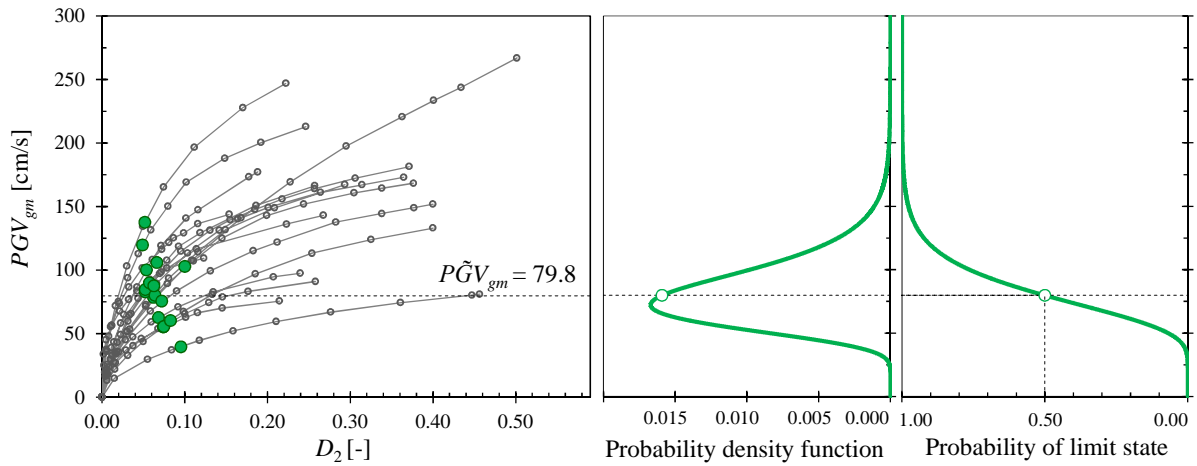 300
250
200
150
100
50
0
PGV_gm [cm/s]
PG̃V_gm = 79.8
0.00 0.10 0.20 0.30 0.40 0.50
D_2 [-]
0.015 0.010 0.005 0.000
Probability density function
1.00 0.50 0.00
Probability of limit state